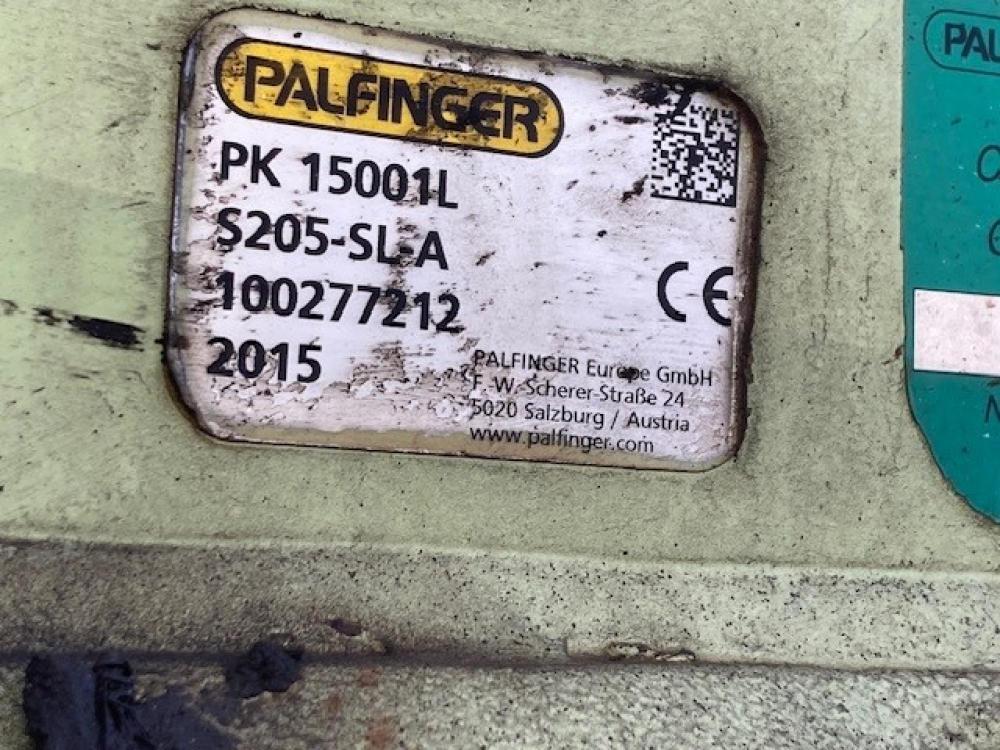 PALFINGER
PK 15001L
S205-SL-A
100277212
2015
CE
PALFINGER Europe GmbH
F.-W.-Scherer-Straße 24
5020 Salzburg / Austria
www.palfinger.com
PAL